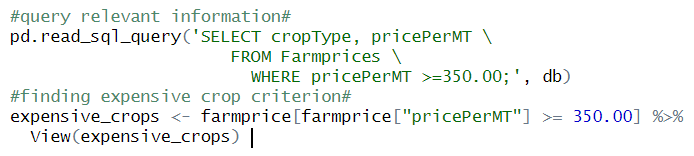 #query relevant information#
pd.read_sql_query('SELECT cropType, pricePerMT \
FROM Farmprices \
WHERE pricePerMT >=350.00;', db)
#finding expensive crop criterion#
expensive_crops <- farmprice[farmprice["pricePerMT"] >= 350.00] %>%
View(expensive_crops)